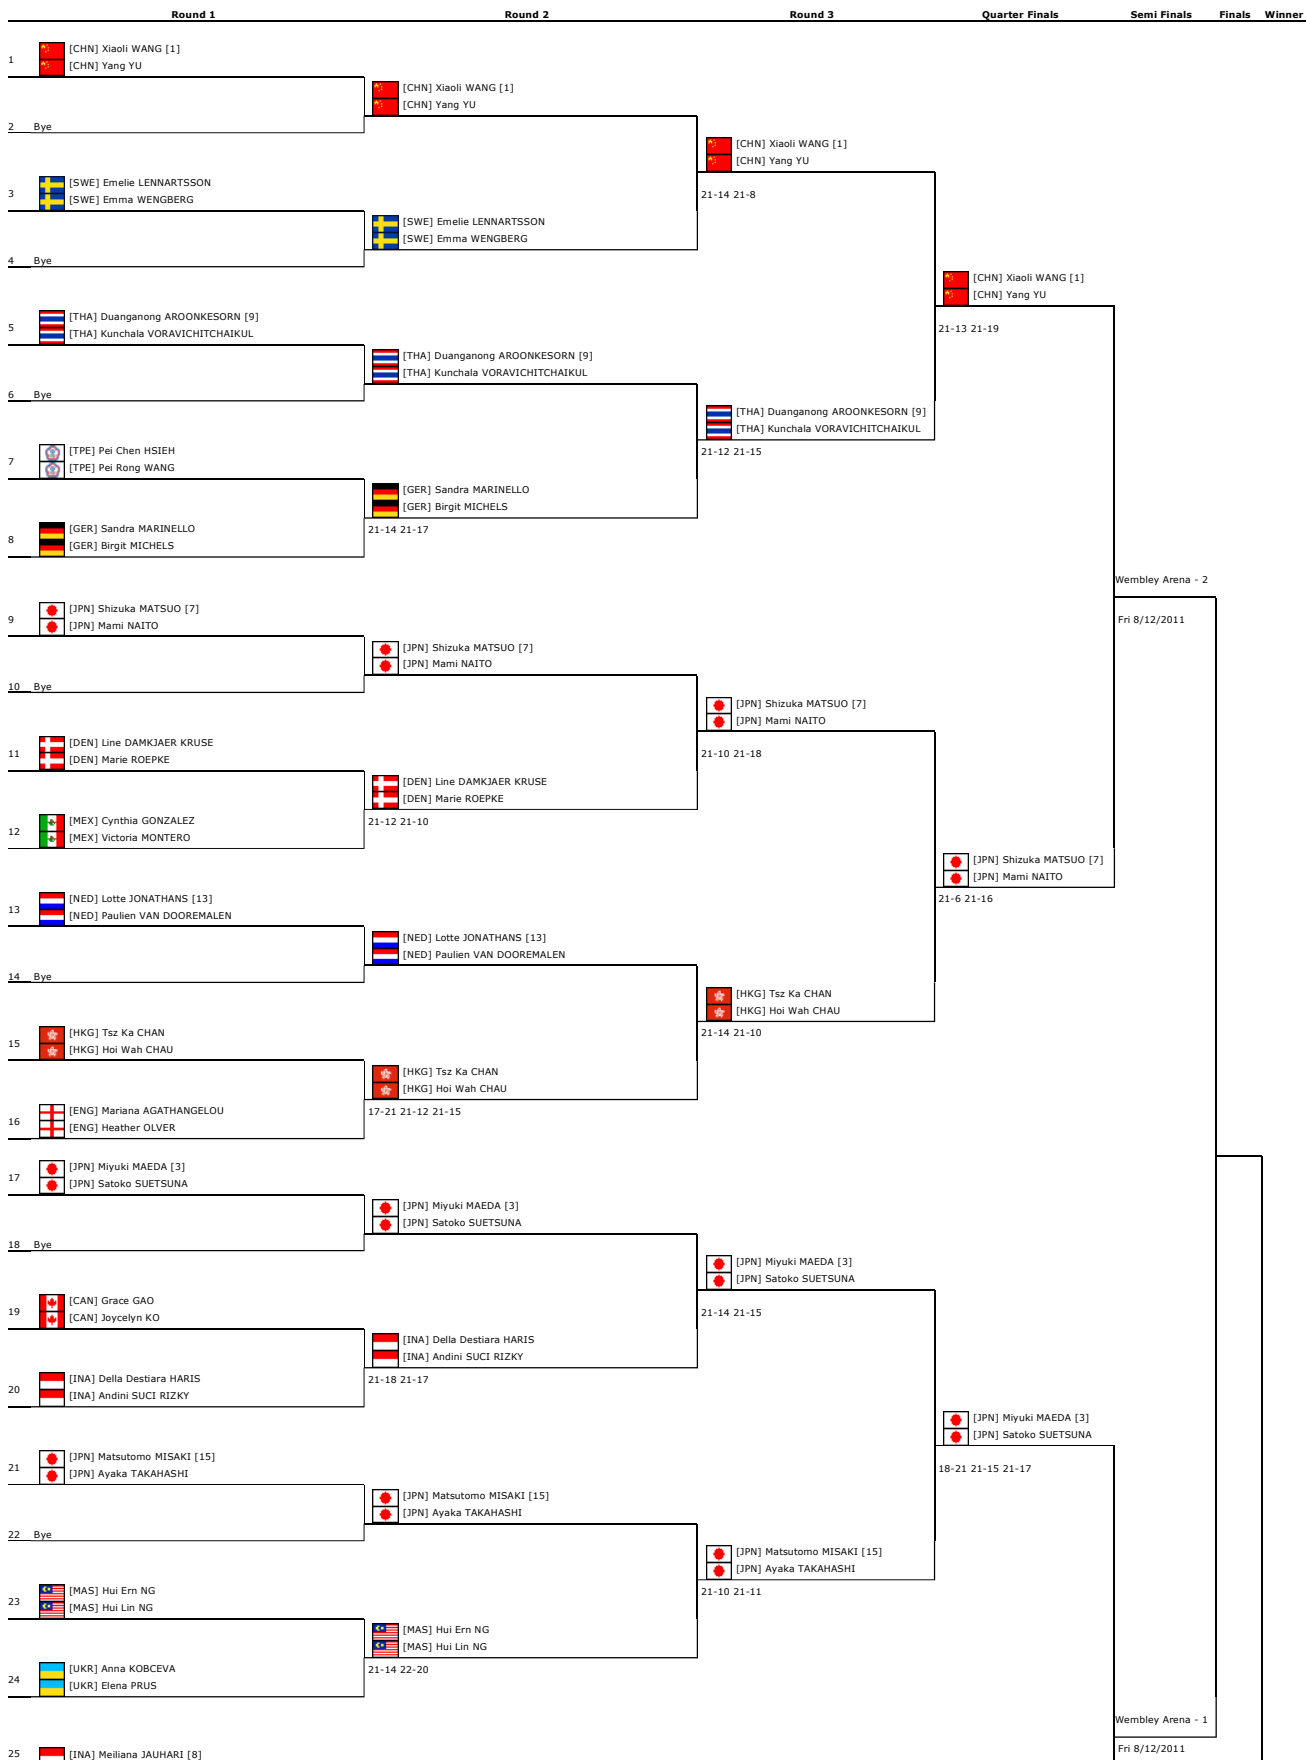 Round 1 Round 2 Round 3 Quarter Finals Semi Finals Finals Winner
1 [CHN] Xiaoli WANG [1]
[CHN] Yang YU
[CHN] Xiaoli WANG [1]
[CHN] Yang YU
2 Bye
[CHN] Xiaoli WANG [1]
[CHN] Yang YU
21-14 21-8
3 [SWE] Emelie LENNARTSSON
[SWE] Emma WENGBERG
[SWE] Emelie LENNARTSSON
[SWE] Emma WENGBERG
4 Bye
[CHN] Xiaoli WANG [1]
[CHN] Yang YU
21-13 21-19
5 [THA] Duanganong AROONKESORN [9]
[THA] Kunchala VORAVICHITCHAIKUL
[THA] Duanganong AROONKESORN [9]
[THA] Kunchala VORAVICHITCHAIKUL
6 Bye
[THA] Duanganong AROONKESORN [9]
[THA] Kunchala VORAVICHITCHAIKUL
21-12 21-15
7 [TPE] Pei Chen HSIEH
[TPE] Pei Rong WANG
[GER] Sandra MARINELLO
[GER] Birgit MICHELS
21-14 21-17
8 [GER] Sandra MARINELLO
[GER] Birgit MICHELS
Wembley Arena - 2
Fri 8/12/2011
9 [JPN] Shizuka MATSUO [7]
[JPN] Mami NAITO
[JPN] Shizuka MATSUO [7]
[JPN] Mami NAITO
10 Bye
[JPN] Shizuka MATSUO [7]
[JPN] Mami NAITO
21-10 21-18
11 [DEN] Line DAMKJAER KRUSE
[DEN] Marie ROEPKE
[DEN] Line DAMKJAER KRUSE
[DEN] Marie ROEPKE
21-12 21-10
12 [MEX] Cynthia GONZALEZ
[MEX] Victoria MONTERO
[JPN] Shizuka MATSUO [7]
[JPN] Mami NAITO
21-6 21-16
13 [NED] Lotte JONATHANS [13]
[NED] Paulien VAN DOOREMALEN
[NED] Lotte JONATHANS [13]
[NED] Paulien VAN DOOREMALEN
14 Bye
[HKG] Tsz Ka CHAN
[HKG] Hoi Wah CHAU
21-14 21-10
15 [HKG] Tsz Ka CHAN
[HKG] Hoi Wah CHAU
[HKG] Tsz Ka CHAN
[HKG] Hoi Wah CHAU
17-21 21-12 21-15
16 [ENG] Mariana AGATHANGELOU
[ENG] Heather OLVER
17 [JPN] Miyuki MAEDA [3]
[JPN] Satoko SUETSUNA
[JPN] Miyuki MAEDA [3]
[JPN] Satoko SUETSUNA
18 Bye
[JPN] Miyuki MAEDA [3]
[JPN] Satoko SUETSUNA
21-14 21-15
19 [CAN] Grace GAO
[CAN] Joycelyn KO
[INA] Della Destiara HARIS
[INA] Andini SUCI RIZKY
21-18 21-17
20 [INA] Della Destiara HARIS
[INA] Andini SUCI RIZKY
[JPN] Miyuki MAEDA [3]
[JPN] Satoko SUETSUNA
18-21 21-15 21-17
21 [JPN] Matsutomo MISAKI [15]
[JPN] Ayaka TAKAHASHI
[JPN] Matsutomo MISAKI [15]
[JPN] Ayaka TAKAHASHI
22 Bye
[JPN] Matsutomo MISAKI [15]
[JPN] Ayaka TAKAHASHI
21-10 21-11
23 [MAS] Hui Ern NG
[MAS] Hui Lin NG
[MAS] Hui Ern NG
[MAS] Hui Lin NG
21-14 22-20
24 [UKR] Anna KOBCEVA
[UKR] Elena PRUS
Wembley Arena - 1
Fri 8/12/2011
25 [INA] Meiliana JAUHARI [8]